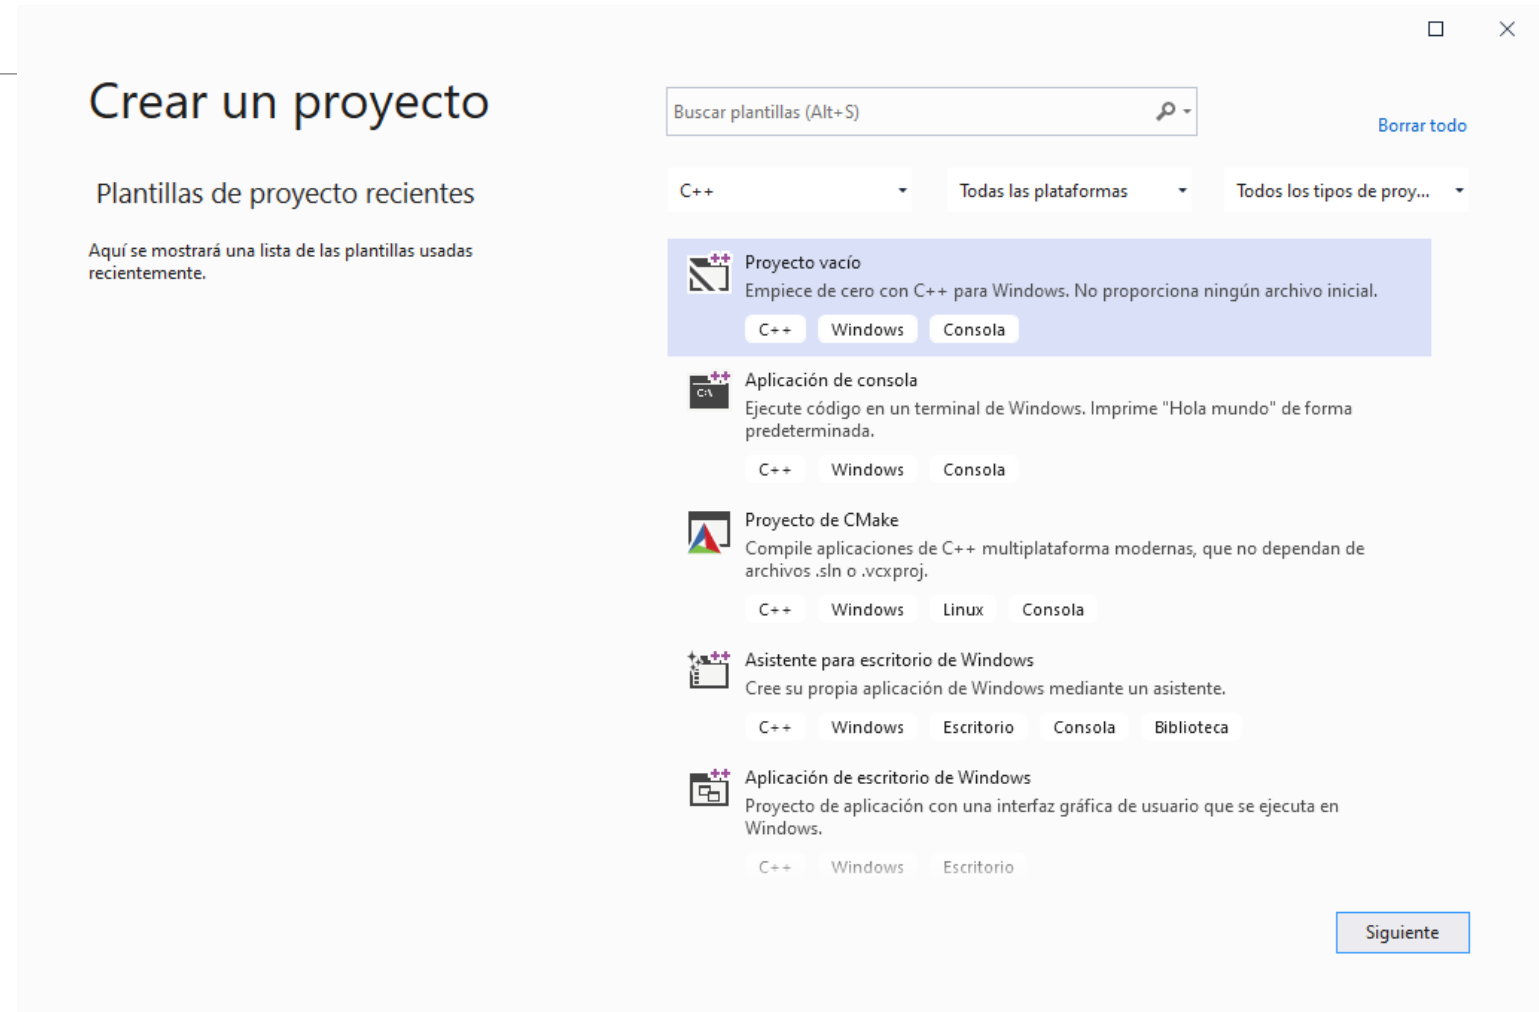 Crear un proyecto
Buscar plantillas (Alt+S)
Borrar todo
Plantillas de proyecto recientes
Aquí se mostrará una lista de las plantillas usadas
recientemente.
C++
Todas las plataformas
Todos los tipos de proy...
Proyecto vacío
Empiece de cero con C++ para Windows. No proporciona ningún archivo inicial.
C++ Windows Consola
C:\
Aplicación de consola
Ejecute código en un terminal de Windows. Imprime "Hola mundo" de forma
predeterminada.
C++ Windows Consola
Proyecto de CMake
Compile aplicaciones de C++ multiplataforma modernas, que no dependan de
archivos .sln o .vcxproj.
C++ Windows Linux Consola
Asistente para escritorio de Windows
Cree su propia aplicación de Windows mediante un asistente.
C++ Windows Escritorio Consola Biblioteca
Aplicación de escritorio de Windows
Proyecto de aplicación con una interfaz gráfica de usuario que se ejecuta en
Windows.
C++ Windows Escritorio
Siguiente